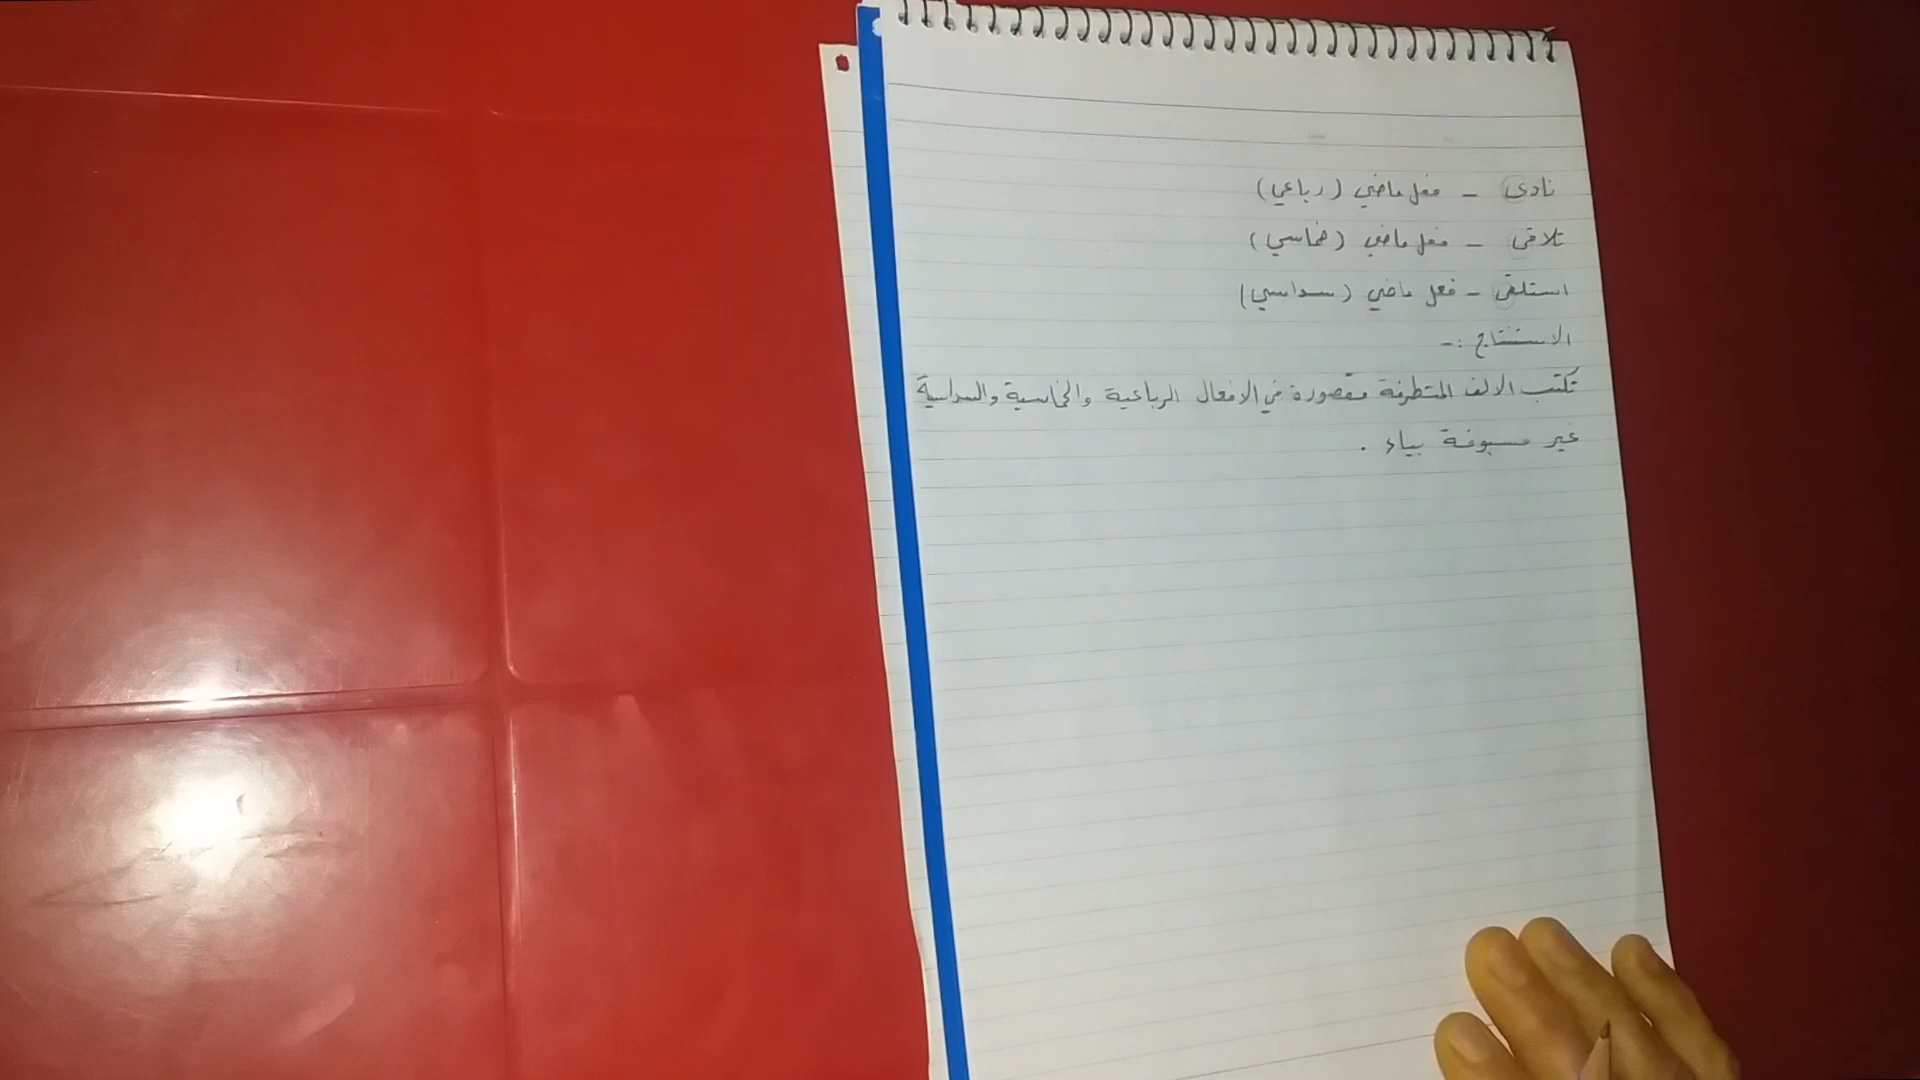 نادى - فعل ماضي (رباعي)
تلاقى - فعل ماضي (خماسي)
استلقى - فعل ماضي (سداسي)
الاستنتاج :-
تكتب الالف المتطرفة مقصورة في الافعال الرباعية والخماسية والسداسية
غير مسبوقة بياء .